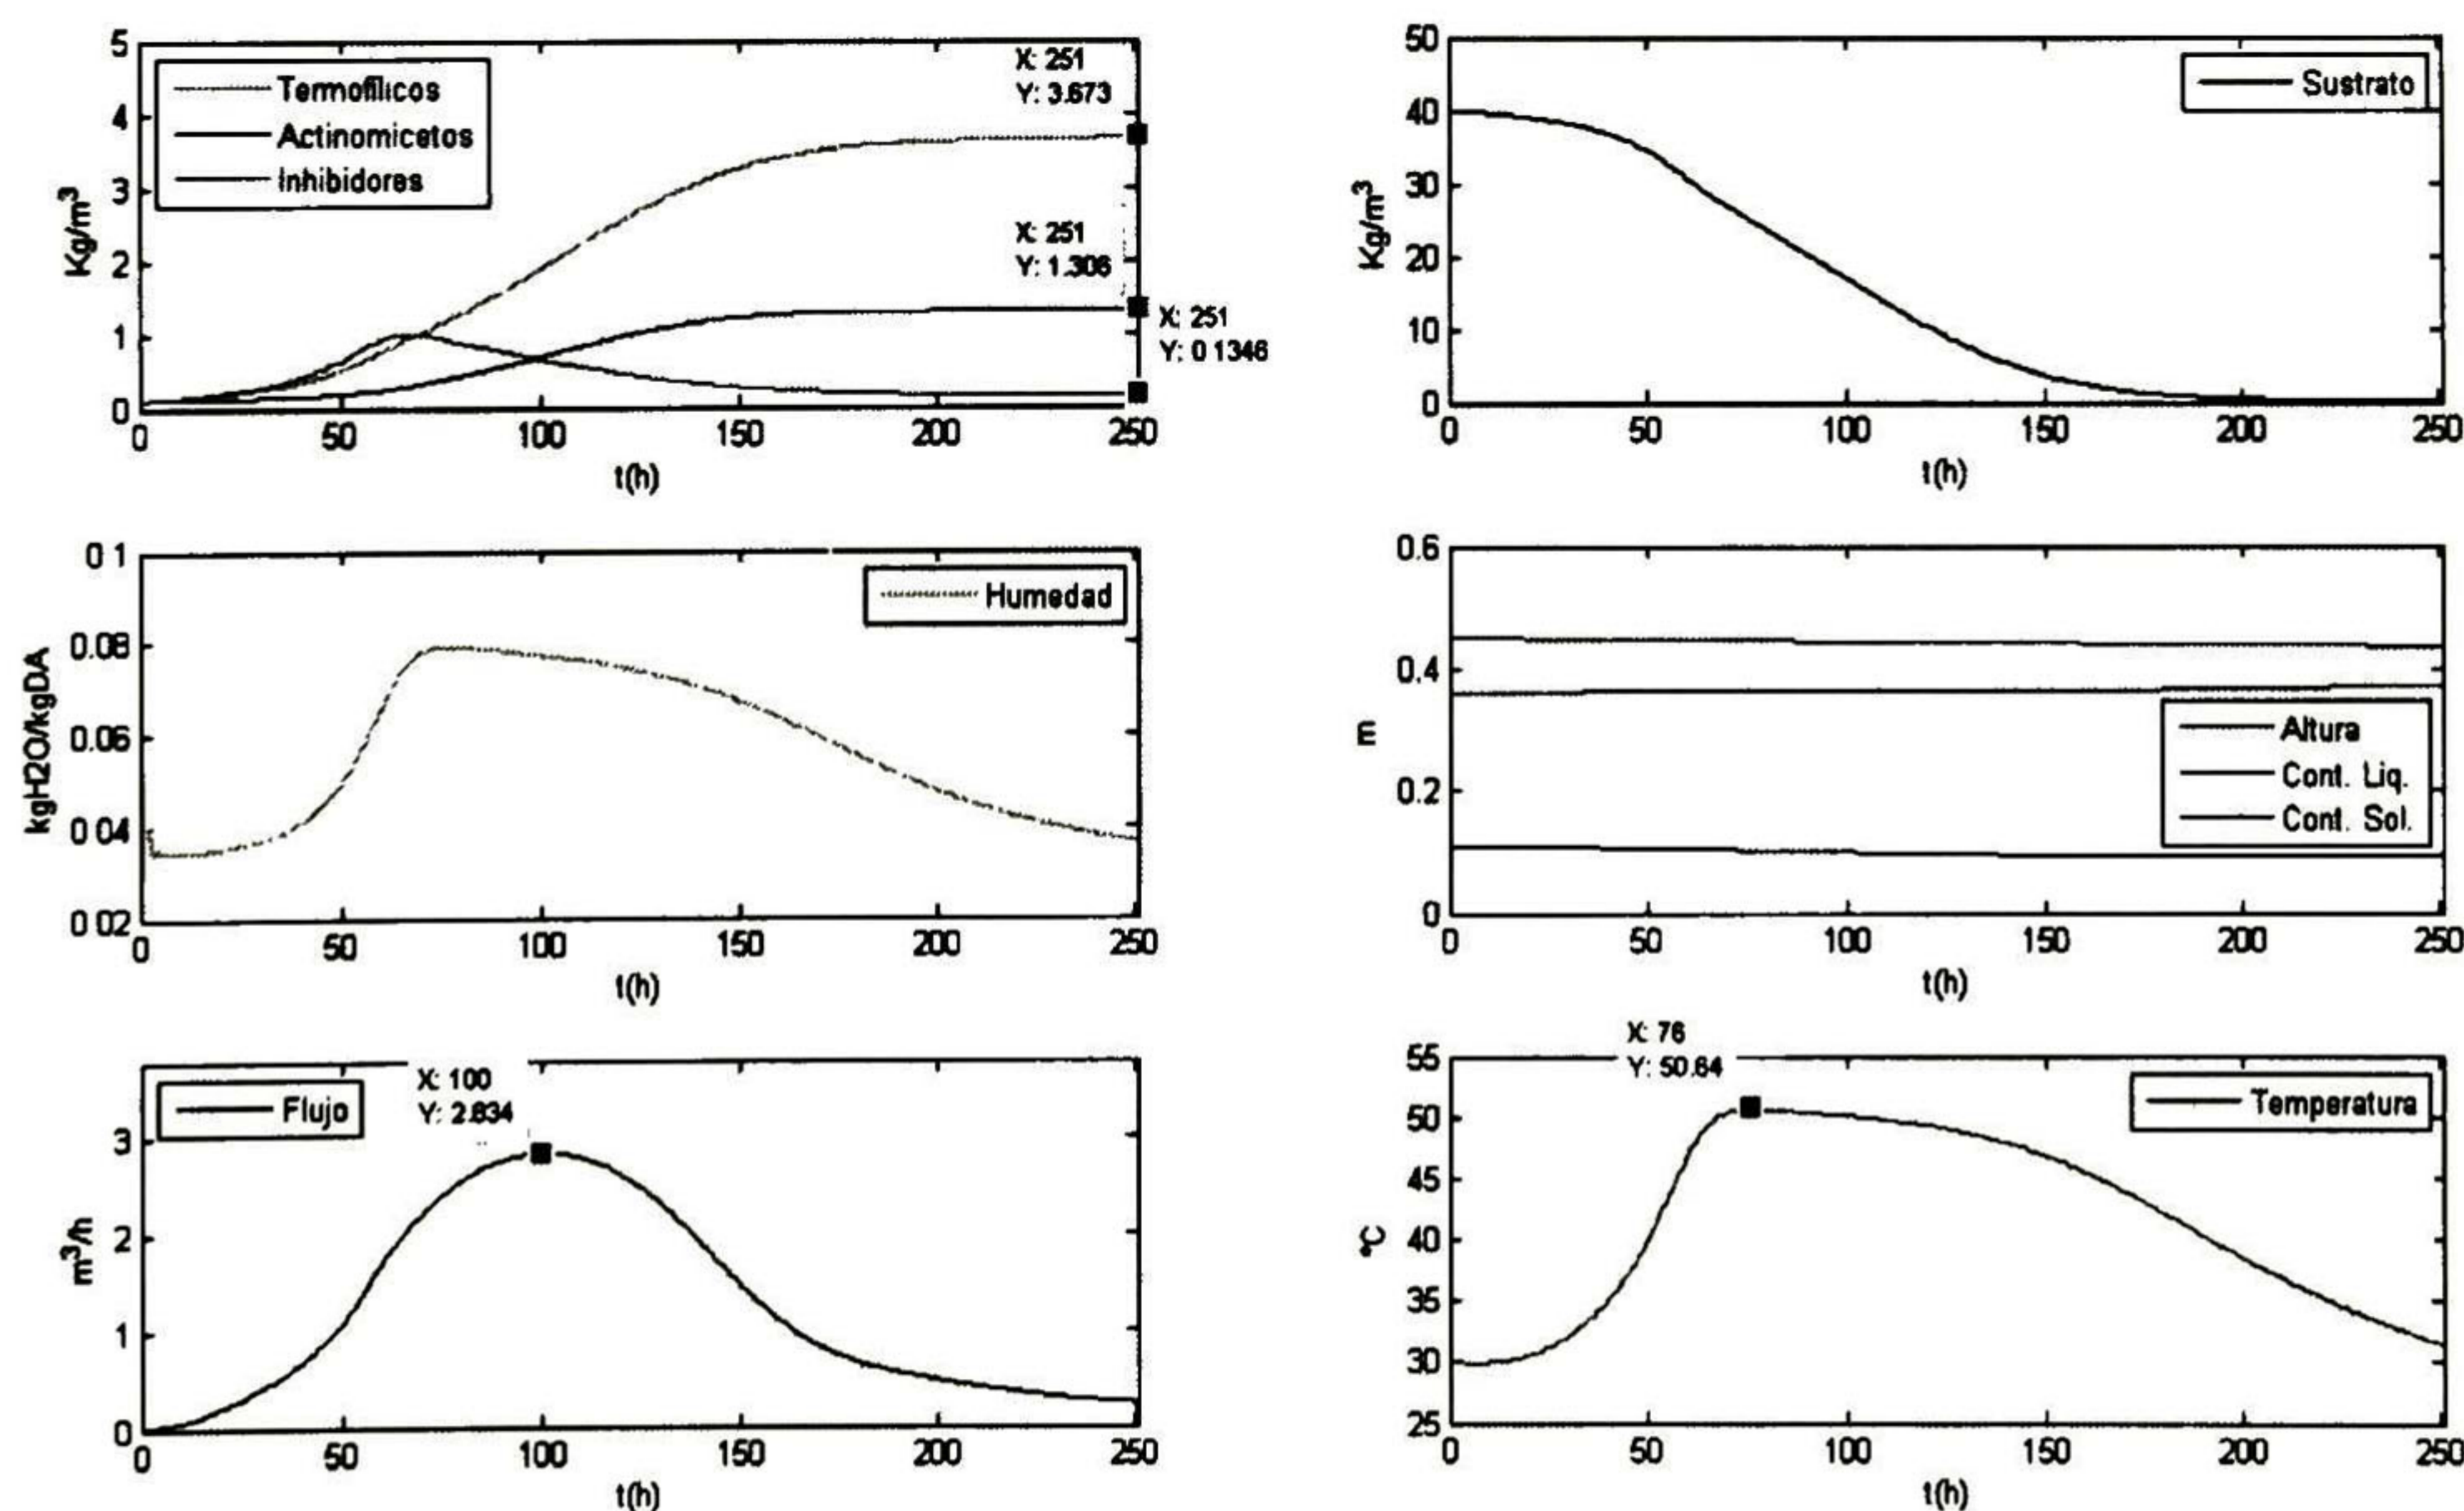 5
4
3
2
1
0
Kg/m³
Termofílicos
Actinomicetos
Inhibidores
X: 251
Y: 3.673
X: 251
Y: 1.306
X: 251
Y: 0 1346
0 50 100 150 200 250
t(h)
50
40
30
20
10
0
Kg/m³
Sustrato
0 50 100 150 200 250
t(h)
0 1
0.08
0.06
0 04
0 02
kgH2O/kgDA
Humedad
0 50 100 150 200 250
t(h)
0.6
0.4
0.2
0
m
Altura
Cont. Liq.
Cont. Sol.
0 50 100 150 200 250
t(h)
3
2
1
0
m³/h
Flujo
X: 100
Y: 2.834
0 50 100 150 200 250
t(h)
55
50
45
40
35
30
25
°C
X: 76
Y: 50.64
Temperatura
0 50 100 150 200 250
t(h)